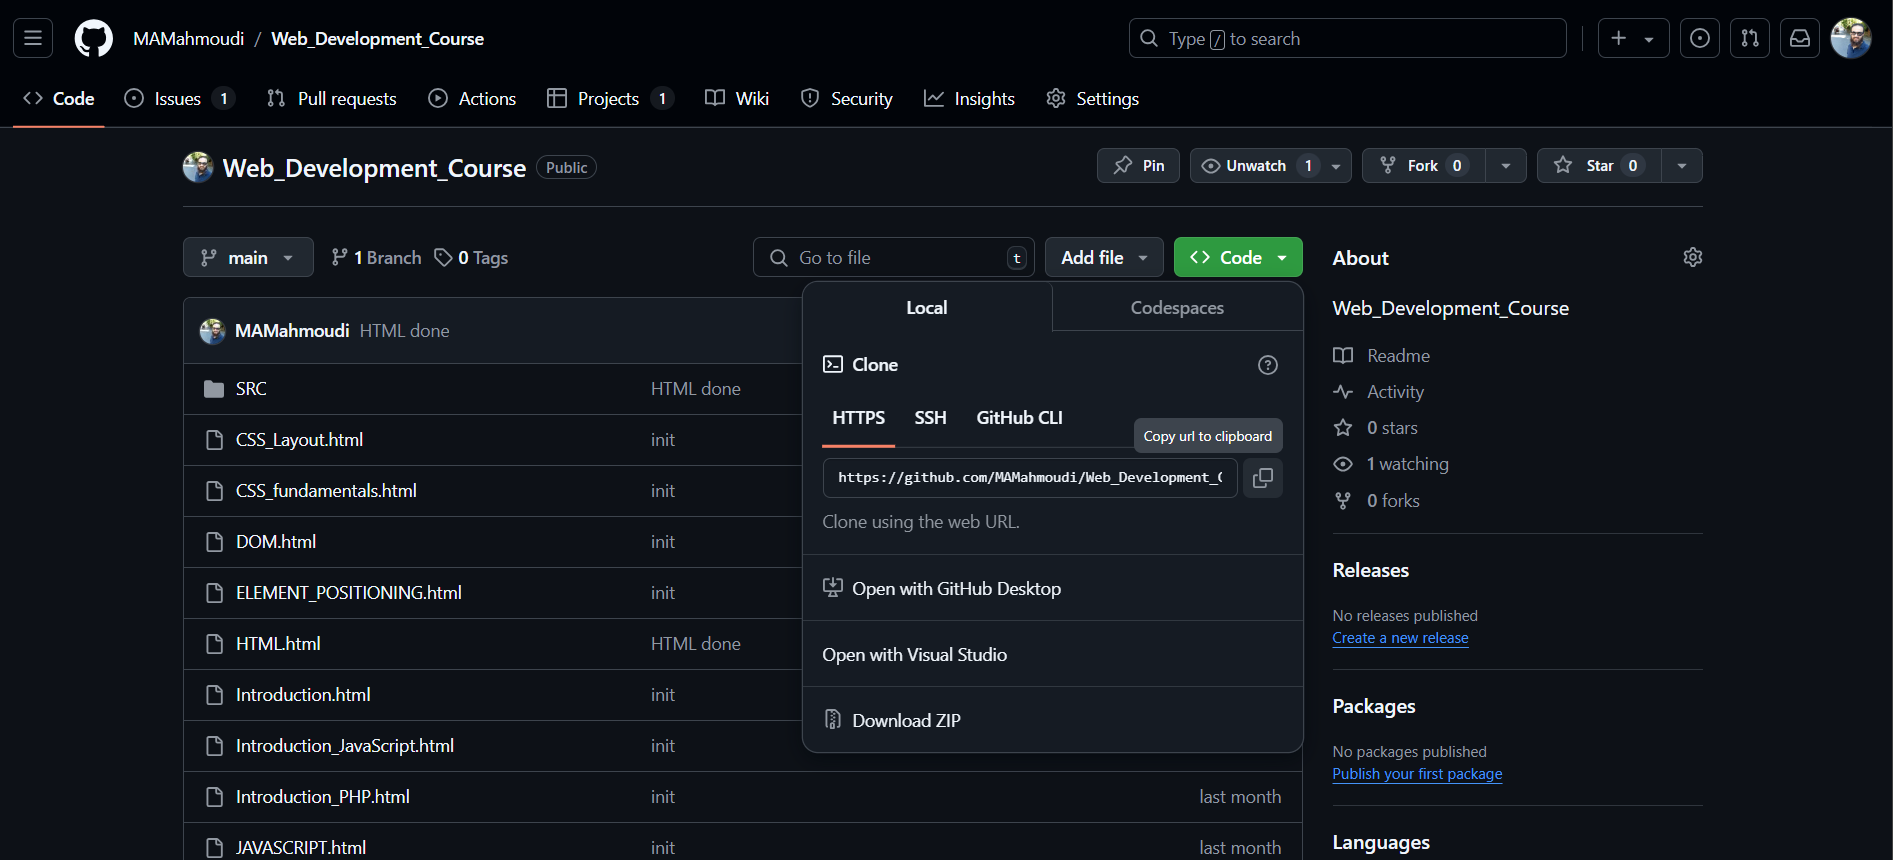 MAMahmoudi / Web_Development_Course
Type / to search
Code
Issues 1
Pull requests
Actions
Projects 1
Wiki
Security
Insights
Settings
Web_Development_Course Public
Pin
Unwatch 1
Fork 0
Star 0
main
1 Branch
0 Tags
Go to file t
Add file
Code
MAMahmoudi HTML done
SRC HTML done
CSS_Layout.html init
CSS_fundamentals.html init
DOM.html init
ELEMENT_POSITIONING.html init
HTML.html HTML done
Introduction.html init
Introduction_JavaScript.html init
Introduction_PHP.html init last month
JAVASCRIPT.html init last month
Local Codespaces
Clone
HTTPS SSH GitHub CLI
Copy url to clipboard
https://github.com/MAMahmoudi/Web_Development_C
Clone using the web URL.
Open with GitHub Desktop
Open with Visual Studio
Download ZIP
About
Web_Development_Course
Readme
Activity
0 stars
1 watching
0 forks
Releases
No releases published
Create a new release
Packages
No packages published
Publish your first package
Languages